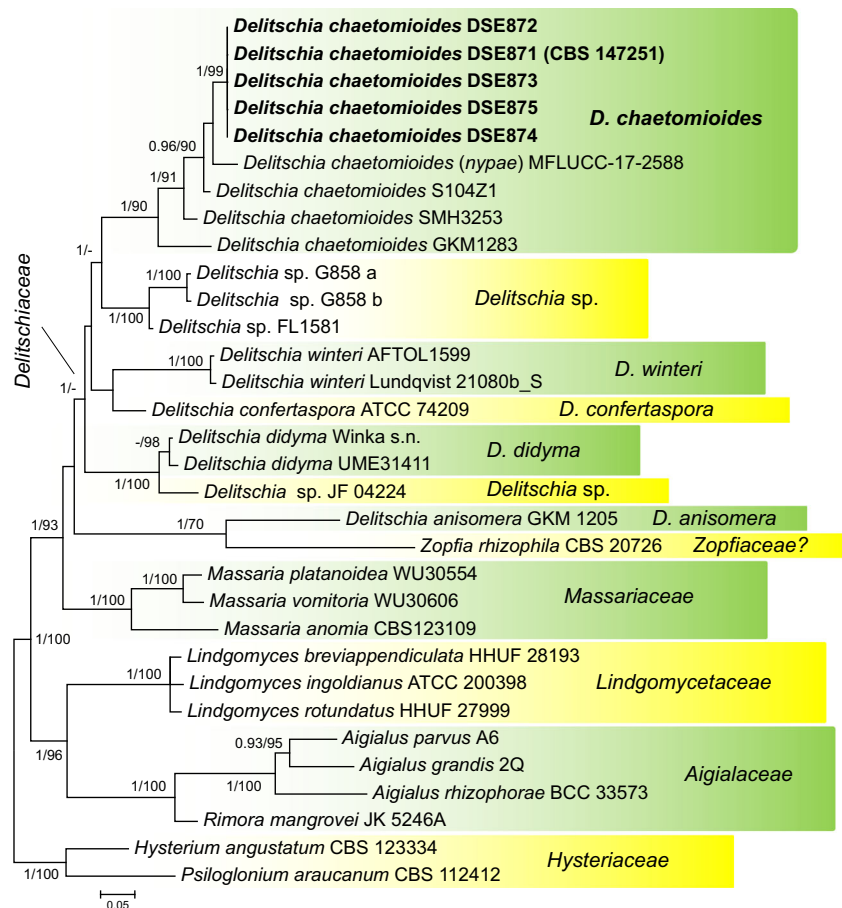 Delitschia chaetomioides DSE872
Delitschia chaetomioides DSE871 (CBS 147251)
1/99
Delitschia chaetomioides DSE873
Delitschia chaetomioides DSE875
D. chaetomioides
Delitschia chaetomioides DSE874
0.96/90
Delitschia chaetomioides (nypae) MFLUCC-17-2588
1/91
Delitschia chaetomioides S104Z1
1/90
Delitschia chaetomioides SMH3253
Delitschia chaetomioides GKM1283
1/-
Delitschia sp. G858 a
1/100
Delitschia sp. G858 b
Delitschia sp.
1/100
Delitschia sp. FL1581
Delitschiaceae
Delitschia winteri AFTOL1599
1/100
D. winteri
Delitschia winteri Lundqvist 21080b_S
1/-
Delitschia confertaspora ATCC 74209
D. confertaspora
Delitschia didyma Winka s.n.
-/98
D. didyma
Delitschia didyma UME31411
1/100
Delitschia sp. JF 04224
Delitschia sp.
1/93
1/70
Delitschia anisomera GKM 1205
D. anisomera
Zopfia rhizophila CBS 20726
Zopfiaceae?
Massaria platanoidea WU30554
1/100
1/100
Massaria vomitoria WU30606
Massariaceae
Massaria anomia CBS123109
1/100
Lindgomyces breviappendiculata HHUF 28193
1/100
Lindgomyces ingoldianus ATCC 200398
Lindgomycetaceae
Lindgomyces rotundatus HHUF 27999
1/96
0.93/95
Aigialus parvus A6
Aigialus grandis 2Q
Aigialaceae
1/100
1/100
Aigialus rhizophorae BCC 33573
Rimora mangrovei JK 5246A
Hysterium angustatum CBS 123334
Hysteriaceae
1/100
Psiloglonium araucanum CBS 112412
0.05